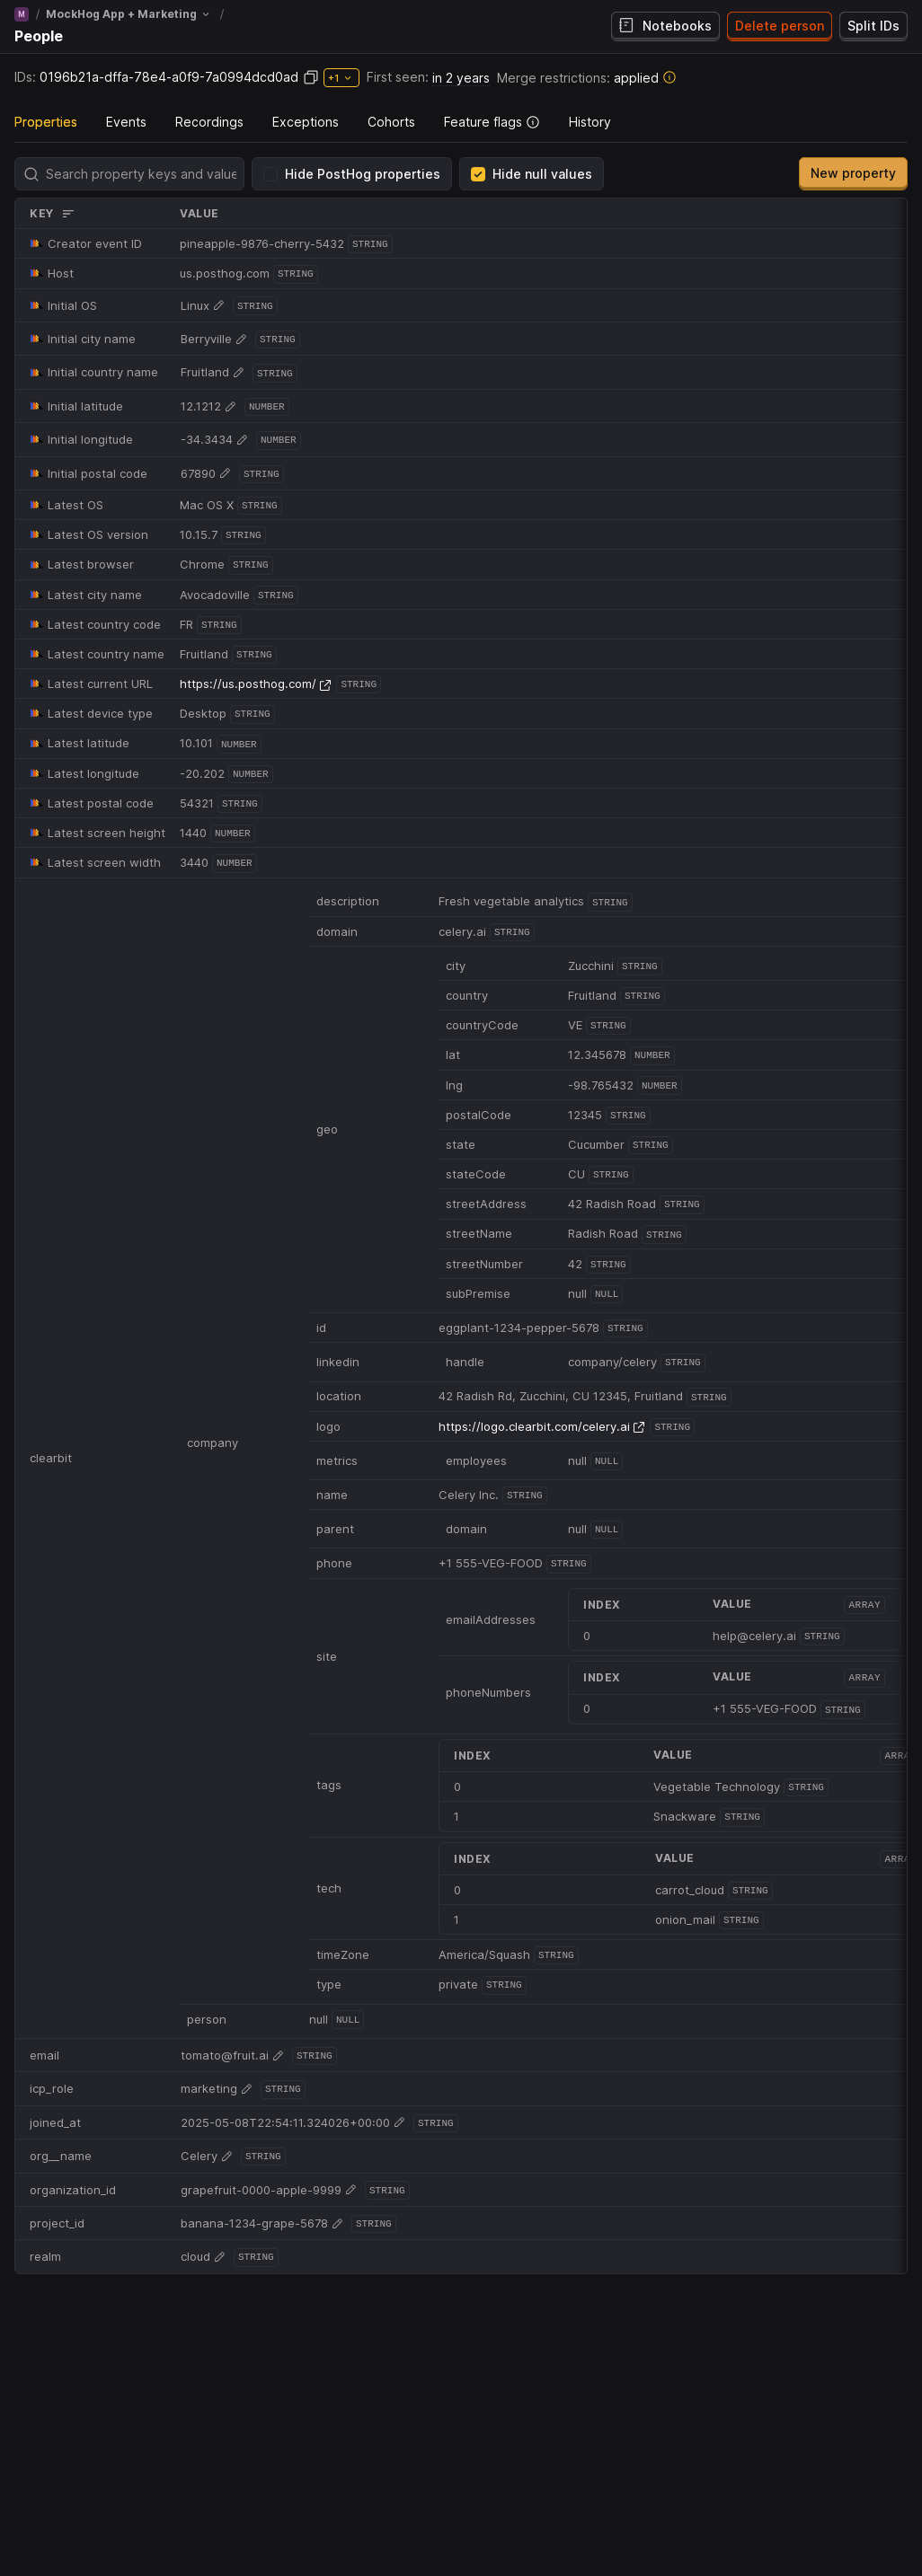 M / MockHog App + Marketing /
People
Notebooks
Delete person
Split IDs
IDs: 0196b21a-dffa-78e4-a0f9-7a0994dcd0ad +1 First seen: in 2 years Merge restrictions: applied
Properties Events Recordings Exceptions Cohorts Feature flags History
Search property keys and value
Hide PostHog properties
Hide null values
New property
KEY VALUE
Creator event ID pineapple-9876-cherry-5432 STRING
Host us.posthog.com STRING
Initial OS Linux STRING
Initial city name Berryville STRING
Initial country name Fruitland STRING
Initial latitude 12.1212 NUMBER
Initial longitude -34.3434 NUMBER
Initial postal code 67890 STRING
Latest OS Mac OS X STRING
Latest OS version 10.15.7 STRING
Latest browser Chrome STRING
Latest city name Avocadoville STRING
Latest country code FR STRING
Latest country name Fruitland STRING
Latest current URL https://us.posthog.com/ STRING
Latest device type Desktop STRING
Latest latitude 10.101 NUMBER
Latest longitude -20.202 NUMBER
Latest postal code 54321 STRING
Latest screen height 1440 NUMBER
Latest screen width 3440 NUMBER
clearbit
company
description Fresh vegetable analytics STRING
domain celery.ai STRING
geo
city Zucchini STRING
country Fruitland STRING
countryCode VE STRING
lat 12.345678 NUMBER
lng -98.765432 NUMBER
postalCode 12345 STRING
state Cucumber STRING
stateCode CU STRING
streetAddress 42 Radish Road STRING
streetName Radish Road STRING
streetNumber 42 STRING
subPremise null NULL
id eggplant-1234-pepper-5678 STRING
linkedin handle company/celery STRING
location 42 Radish Rd, Zucchini, CU 12345, Fruitland STRING
logo https://logo.clearbit.com/celery.ai STRING
metrics employees null NULL
name Celery Inc. STRING
parent domain null NULL
phone +1 555-VEG-FOOD STRING
site
emailAddresses
INDEX VALUE ARRAY
0 help@celery.ai STRING
phoneNumbers
INDEX VALUE ARRAY
0 +1 555-VEG-FOOD STRING
tags
INDEX VALUE ARRA
0 Vegetable Technology STRING
1 Snackware STRING
tech
INDEX VALUE ARRA
0 carrot_cloud STRING
1 onion_mail STRING
timeZone America/Squash STRING
type private STRING
person null NULL
email tomato@fruit.ai STRING
icp_role marketing STRING
joined_at 2025-05-08T22:54:11.324026+00:00 STRING
org__name Celery STRING
organization_id grapefruit-0000-apple-9999 STRING
project_id banana-1234-grape-5678 STRING
realm cloud STRING